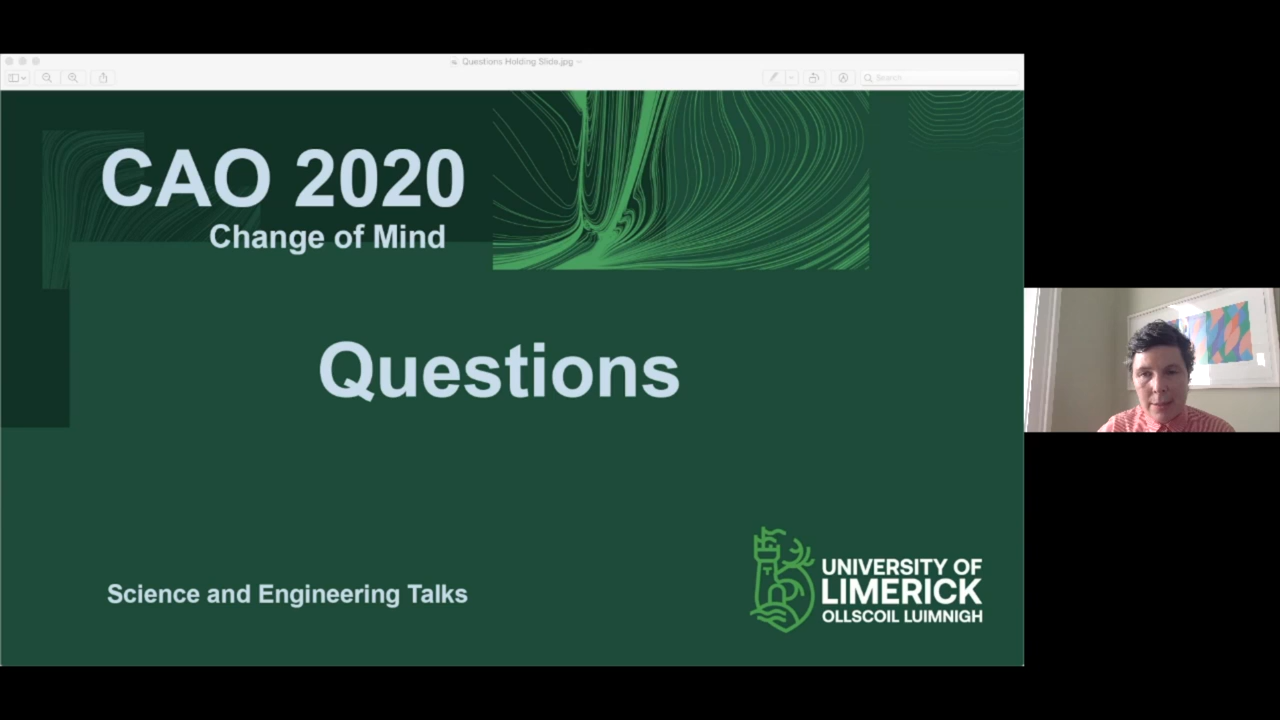 Questions Holding Slide.jpg
Search
CAO 2020
Change of Mind
Questions
Science and Engineering Talks
UNIVERSITY OF
LIMERICK
OLLSCOIL LUIMNIGH